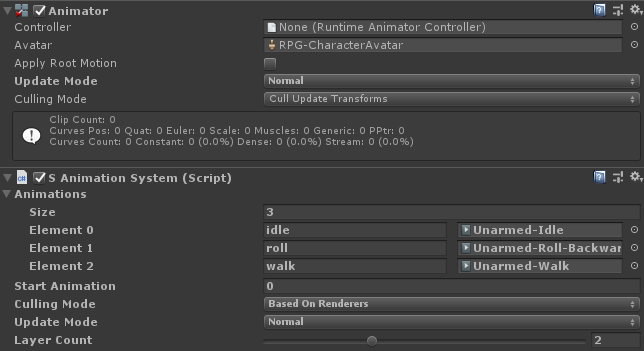 Animator
Controller None (Runtime Animator Controller)
Avatar RPG-CharacterAvatar
Apply Root Motion
Update Mode Normal
Culling Mode Cull Update Transforms
Clip Count: 0
Curves Pos: 0 Quat: 0 Euler: 0 Scale: 0 Muscles: 0 Generic: 0 PPtr: 0
Curves Count: 0 Constant: 0 (0.0%) Dense: 0 (0.0%) Stream: 0 (0.0%)
S Animation System (Script)
Animations
Size 3
Element 0 idle Unarmed-Idle
Element 1 roll Unarmed-Roll-Backwar
Element 2 walk Unarmed-Walk
Start Animation 0
Culling Mode Based On Renderers
Update Mode Normal
Layer Count 2